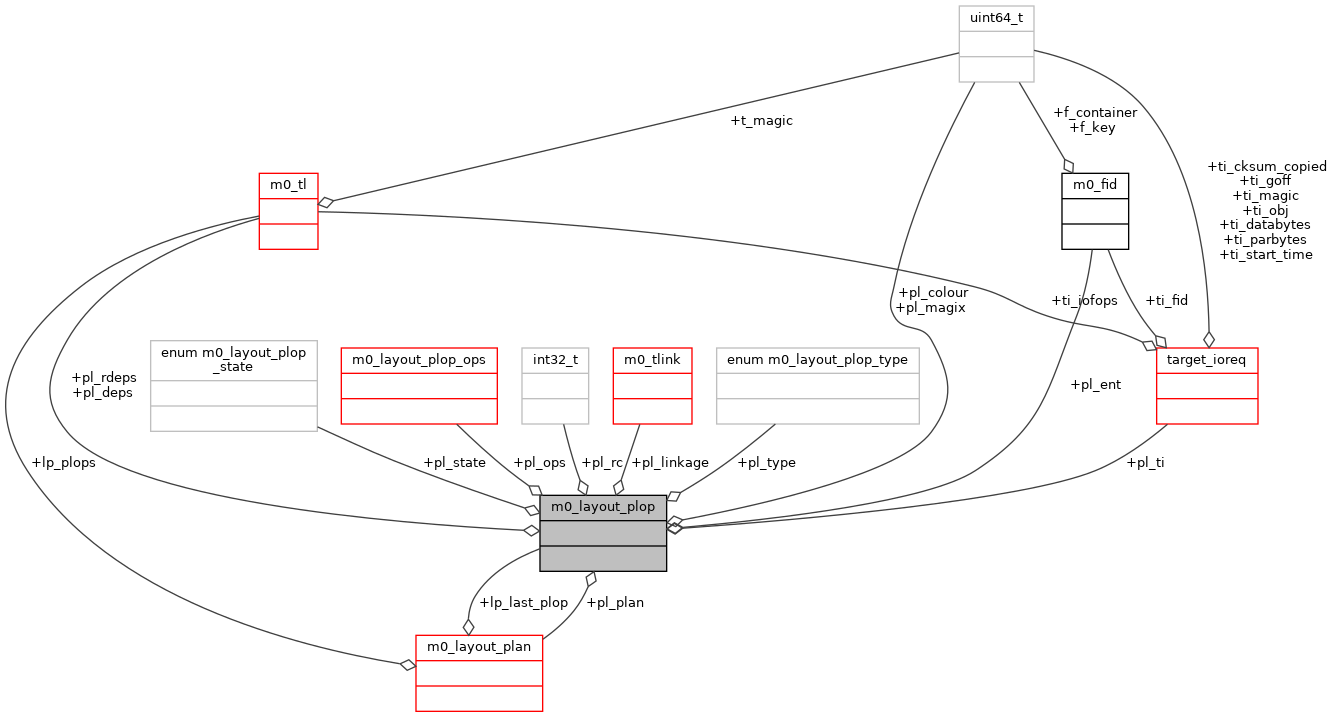 uint64_t
+f_container
+f_key
+t_magic
+ti_cksum_copied
+ti_goff
+ti_magic
+ti_obj
+ti_databytes
+ti_parbytes
+ti_start_time
m0_tl
m0_fid
+pl_colour
+pl_magix
+ti_iofops
+ti_fid
enum m0_layout_plop
_state
m0_layout_plop_ops
int32_t
m0_tlink
enum m0_layout_plop_type
target_ioreq
+pl_rdeps
+pl_deps
+pl_ent
+lp_plops
+pl_state
+pl_ops
+pl_rc
+pl_linkage
+pl_type
+pl_ti
m0_layout_plop
+lp_last_plop
+pl_plan
m0_layout_plan